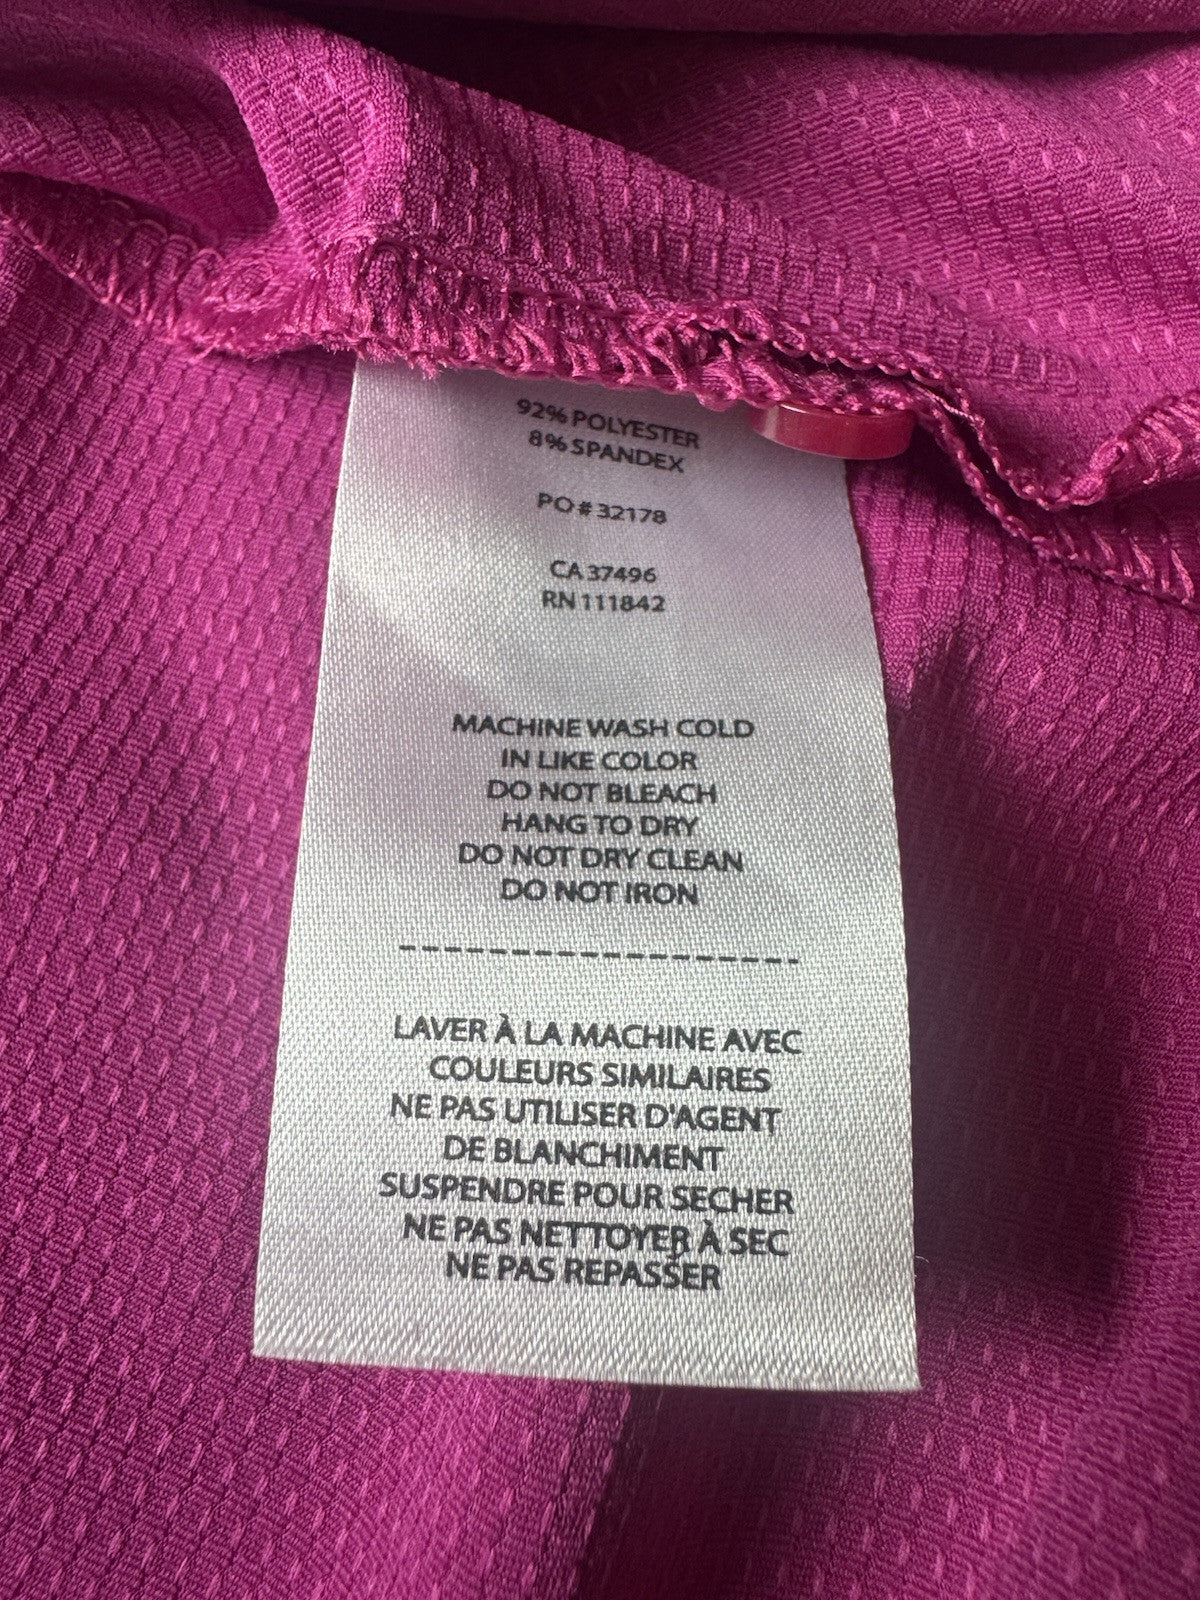 92% POLYESTER
8% SPANDEX
PO # 32178
CA 37496
RN 111842
MACHINE WASH COLD
IN LIKE COLOR
DO NOT BLEACH
HANG TO DRY
DO NOT DRY CLEAN
DO NOT IRON
-------------------
LAVER À LA MACHINE AVEC
COULEURS SIMILAIRES
NE PAS UTILISER D'AGENT
DE BLANCHIMENT
SUSPENDRE POUR SECHER
NE PAS NETTOYER À SEC
NE PAS REPASSER